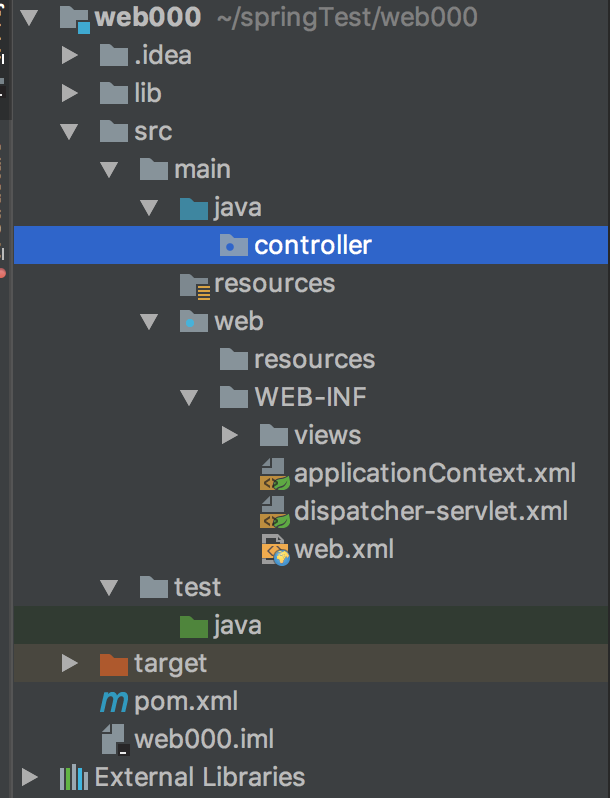 web000 ~/springTest/web000
.idea
lib
src
main
java
controller
resources
web
resources
WEB-INF
views
applicationContext.xml
dispatcher-servlet.xml
web.xml
test
java
target
pom.xml
web000.iml
External Libraries